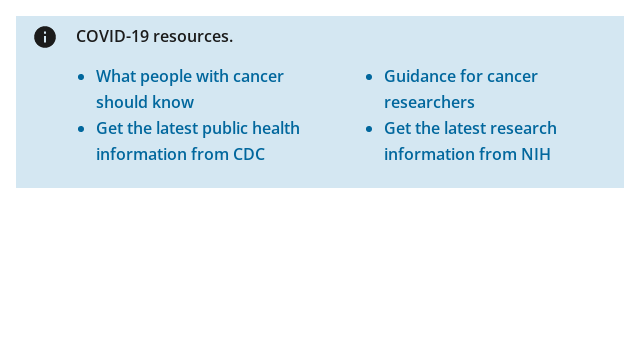 COVID-19 resources.
What people with cancer
should know
Get the latest public health
information from CDC
Guidance for cancer
researchers
Get the latest research
information from NIH